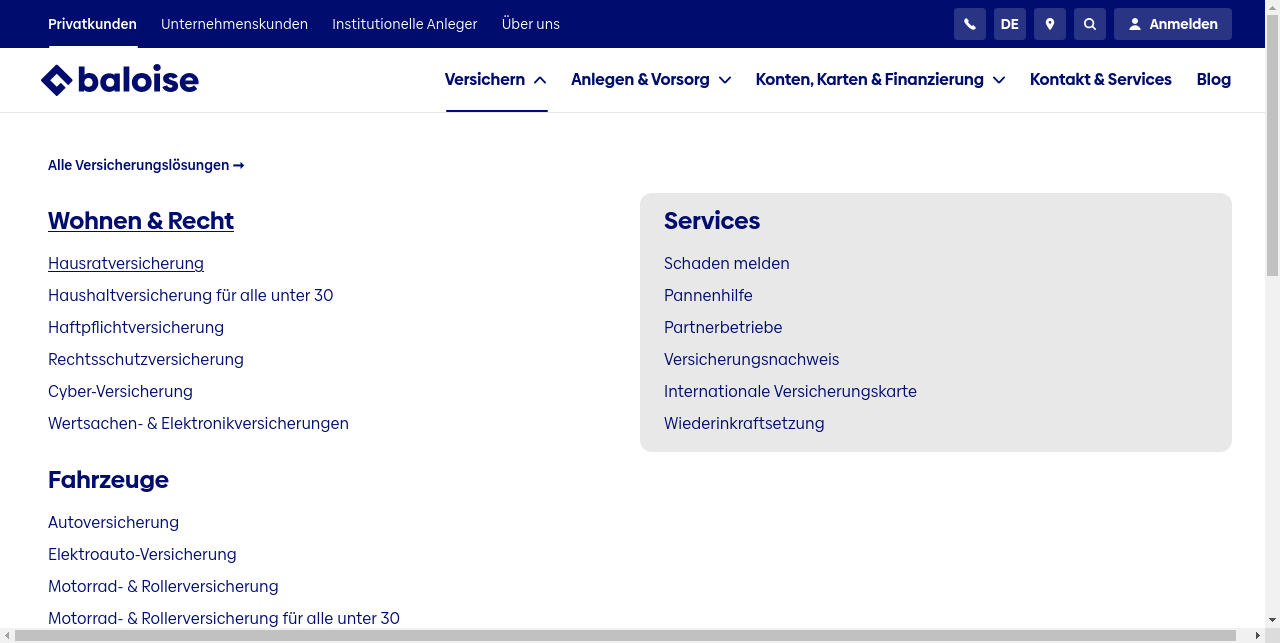 Privatkunden Unternehmenskunden Institutionelle Anleger Über uns DE Anmelden
baloise Versichern Anlegen & Vorsorg Konten, Karten & Finanzierung Kontakt & Services Blog
Alle Versicherungslösungen →
Wohnen & Recht
Hausratversicherung
Haushaltversicherung für alle unter 30
Haftpflichtversicherung
Rechtsschutzversicherung
Cyber-Versicherung
Wertsachen- & Elektronikversicherungen
Fahrzeuge
Autoversicherung
Elektroauto-Versicherung
Motorrad- & Rollerversicherung
Motorrad- & Rollerversicherung für alle unter 30
Services
Schaden melden
Pannenhilfe
Partnerbetriebe
Versicherungsnachweis
Internationale Versicherungskarte
Wiederinkraftsetzung